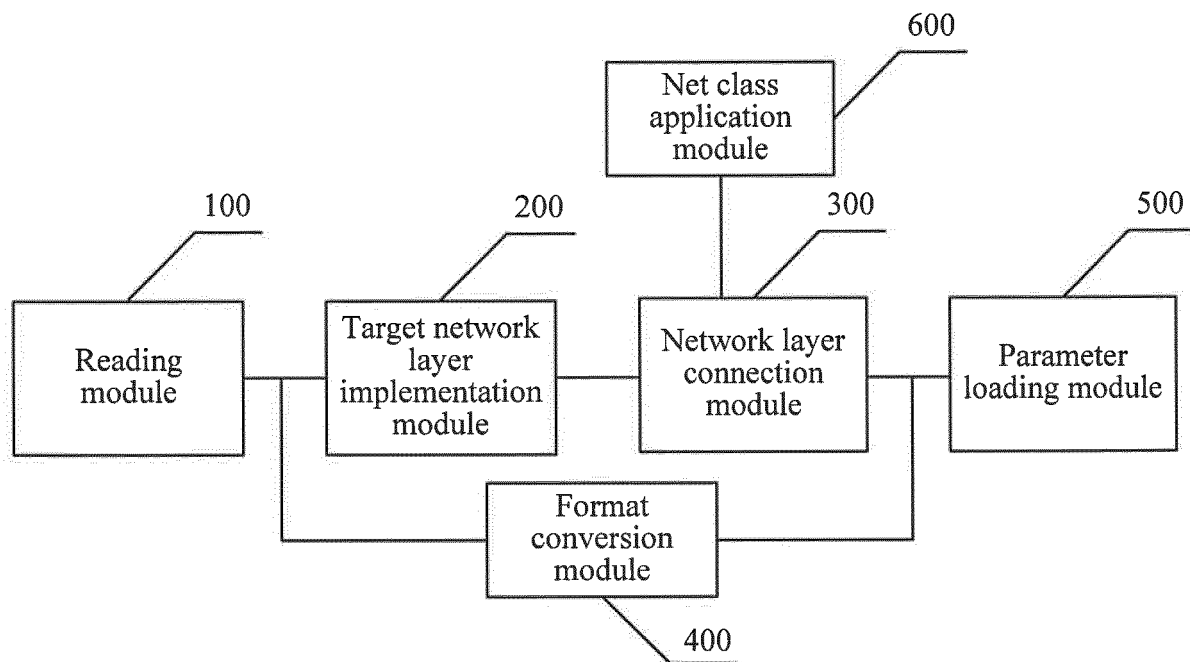 600
Net class
application
module
100
200
300
500
Reading
module
Target network
layer
implementation
module
Network layer
connection
module
Parameter
loading module
Format
conversion
module
400